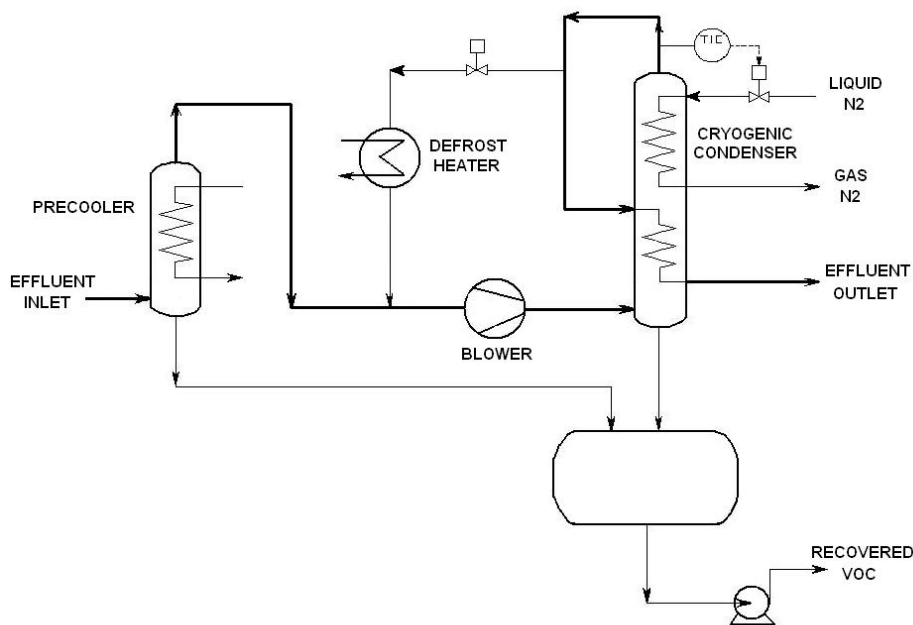 TIC
LIQUID
N2
CRYOGENIC
CONDENSER
DEFROST
HEATER
GAS
N2
PRECOOLER
EFFLUENT
INLET
EFFLUENT
OUTLET
BLOWER
RECOVERED
VOC